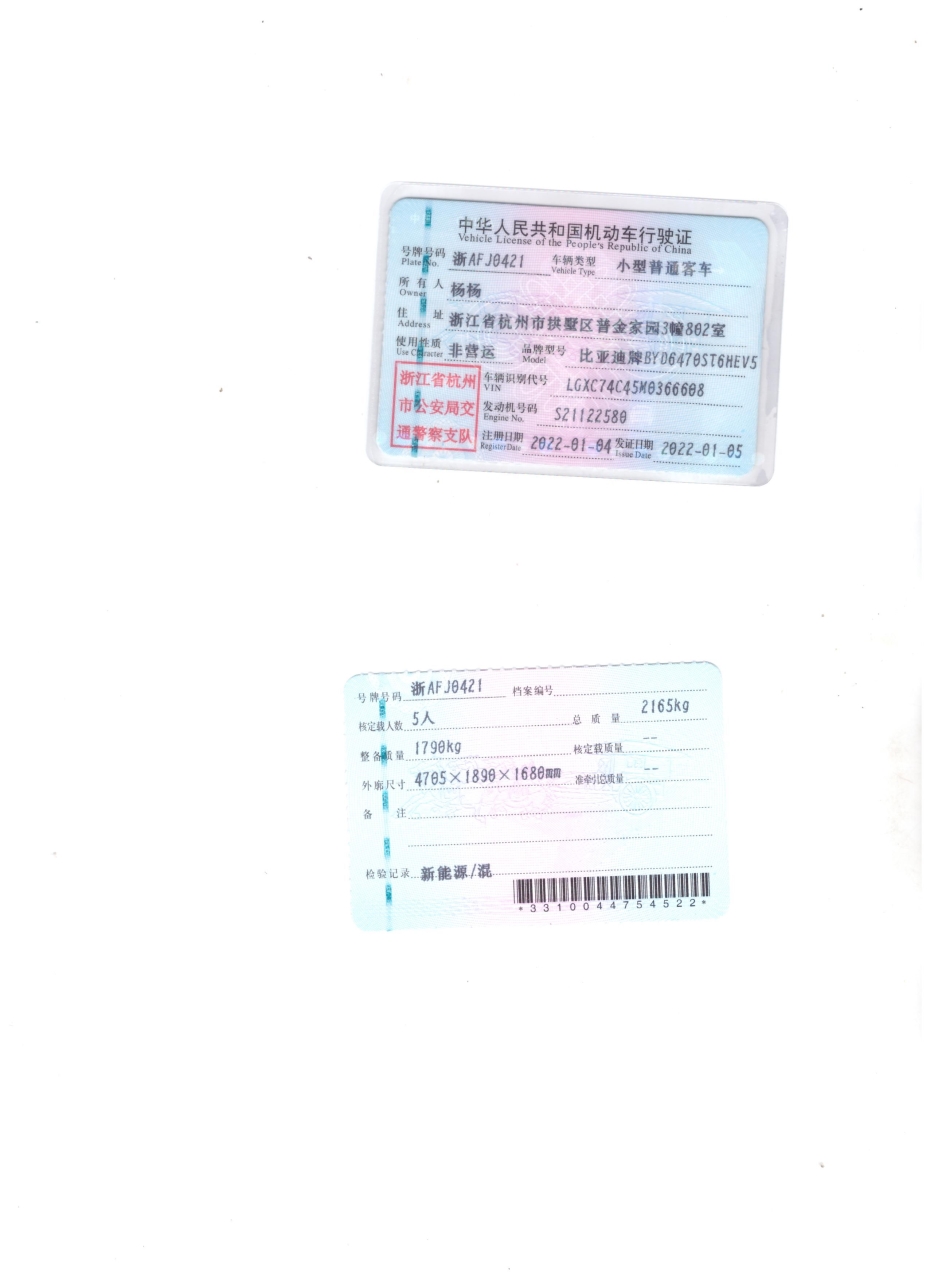 中华人民共和国机动车行驶证
Vehicle License of the People's Republic of China
号牌号码 浙AFJ0421 车辆类型 小型普通客车
Plate No. Vehicle Type
所有人 杨杨
Owner
住址 浙江省杭州市拱墅区普金家园3幢802室
Address
使用性质 非营运 品牌型号 比亚迪牌BYD6470ST6HEV5
Use Character Model
浙江省杭州 车辆识别代号 LGXC74C45M0366608
VIN
市公安局交 发动机号码 S21122580
Engine No.
通警察支队 注册日期 2022-01-04 发证日期 2022-01-05
Register Date Issue Date
号牌号码 浙AFJ0421 档案编号
核定载人数 5人 总质量 2165kg
整备质量 1790kg 核定载质量 --
外廓尺寸 4705×1890×1680mm 准牵引总质量 --
备注
检验记录 新能源/混
*3310044754522*